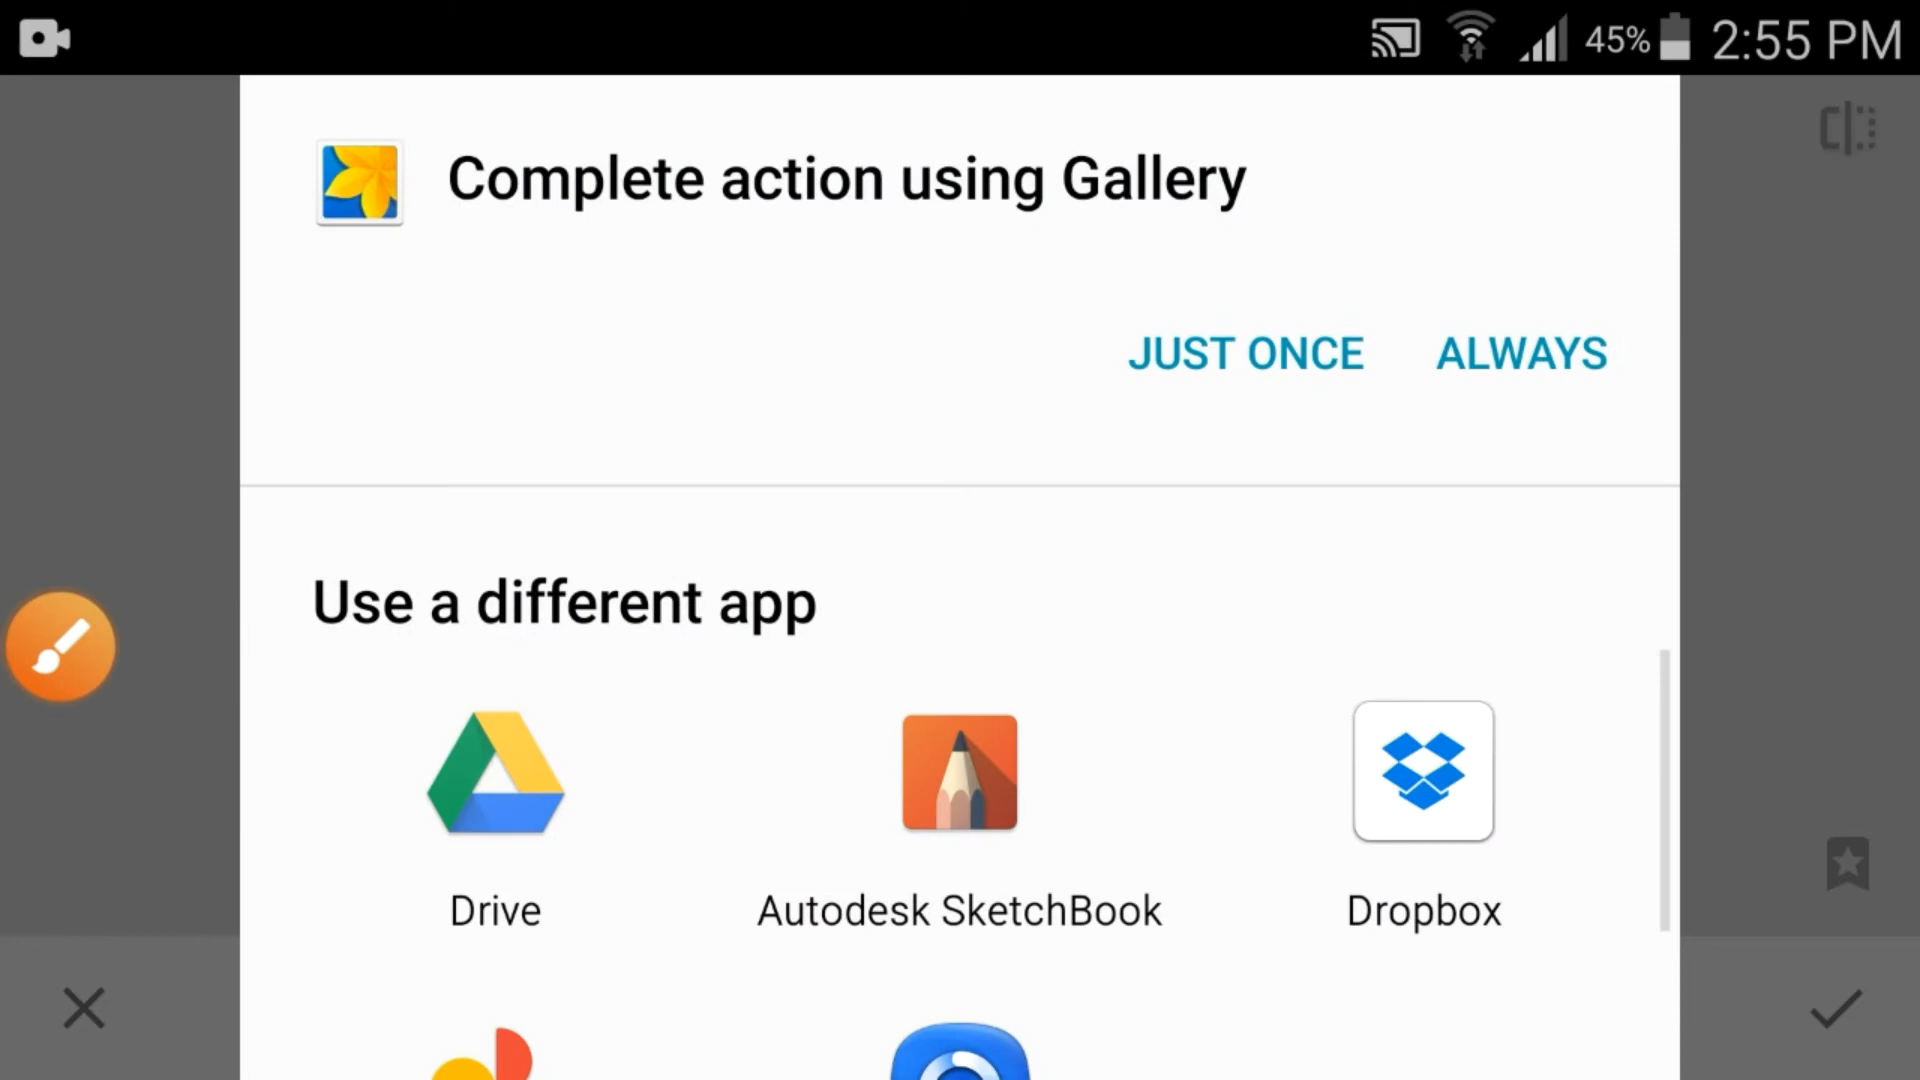 45% 2:55 PM
Complete action using Gallery
JUST ONCE ALWAYS
Use a different app
Drive Autodesk SketchBook Dropbox